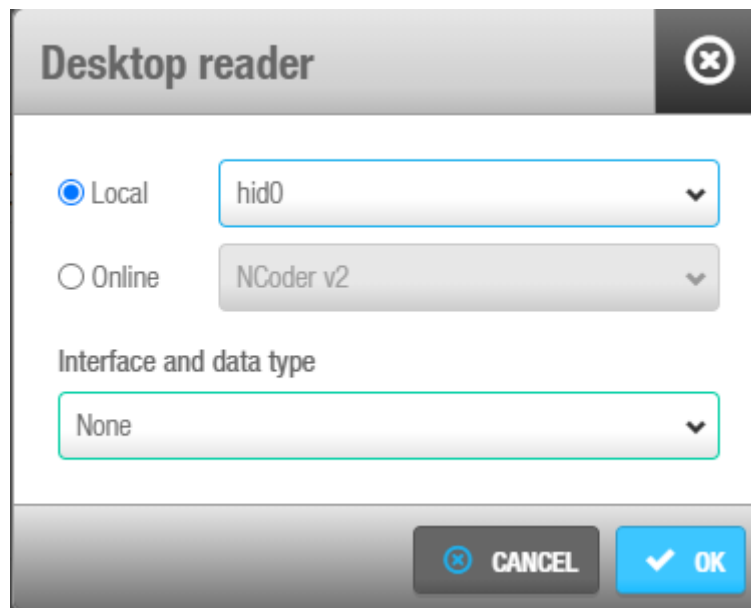 Desktop reader
Local
hid0
Online
NCoder v2
Interface and data type
None
CANCEL
OK